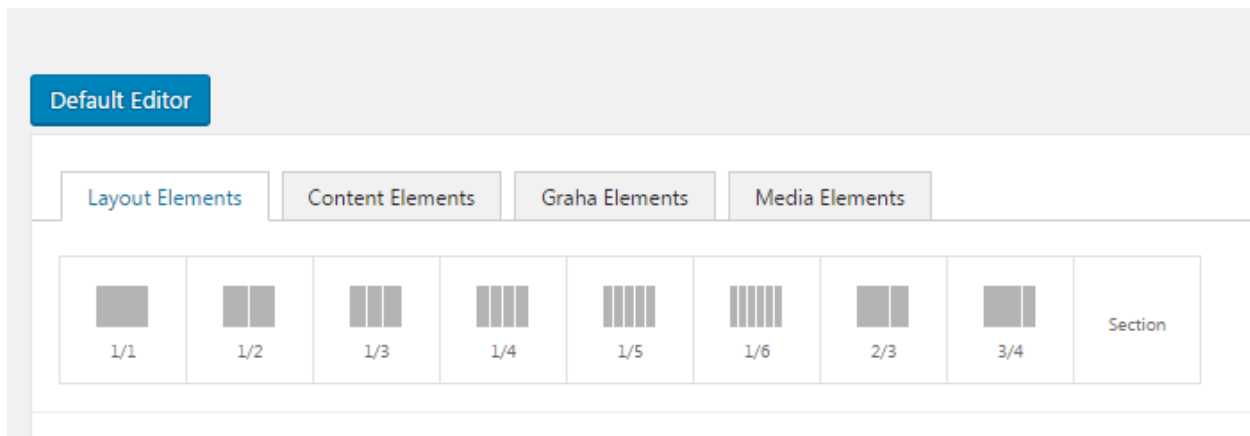 Default Editor
Layout Elements Content Elements Graha Elements Media Elements
1/1 1/2 1/3 1/4 1/5 1/6 2/3 3/4 Section